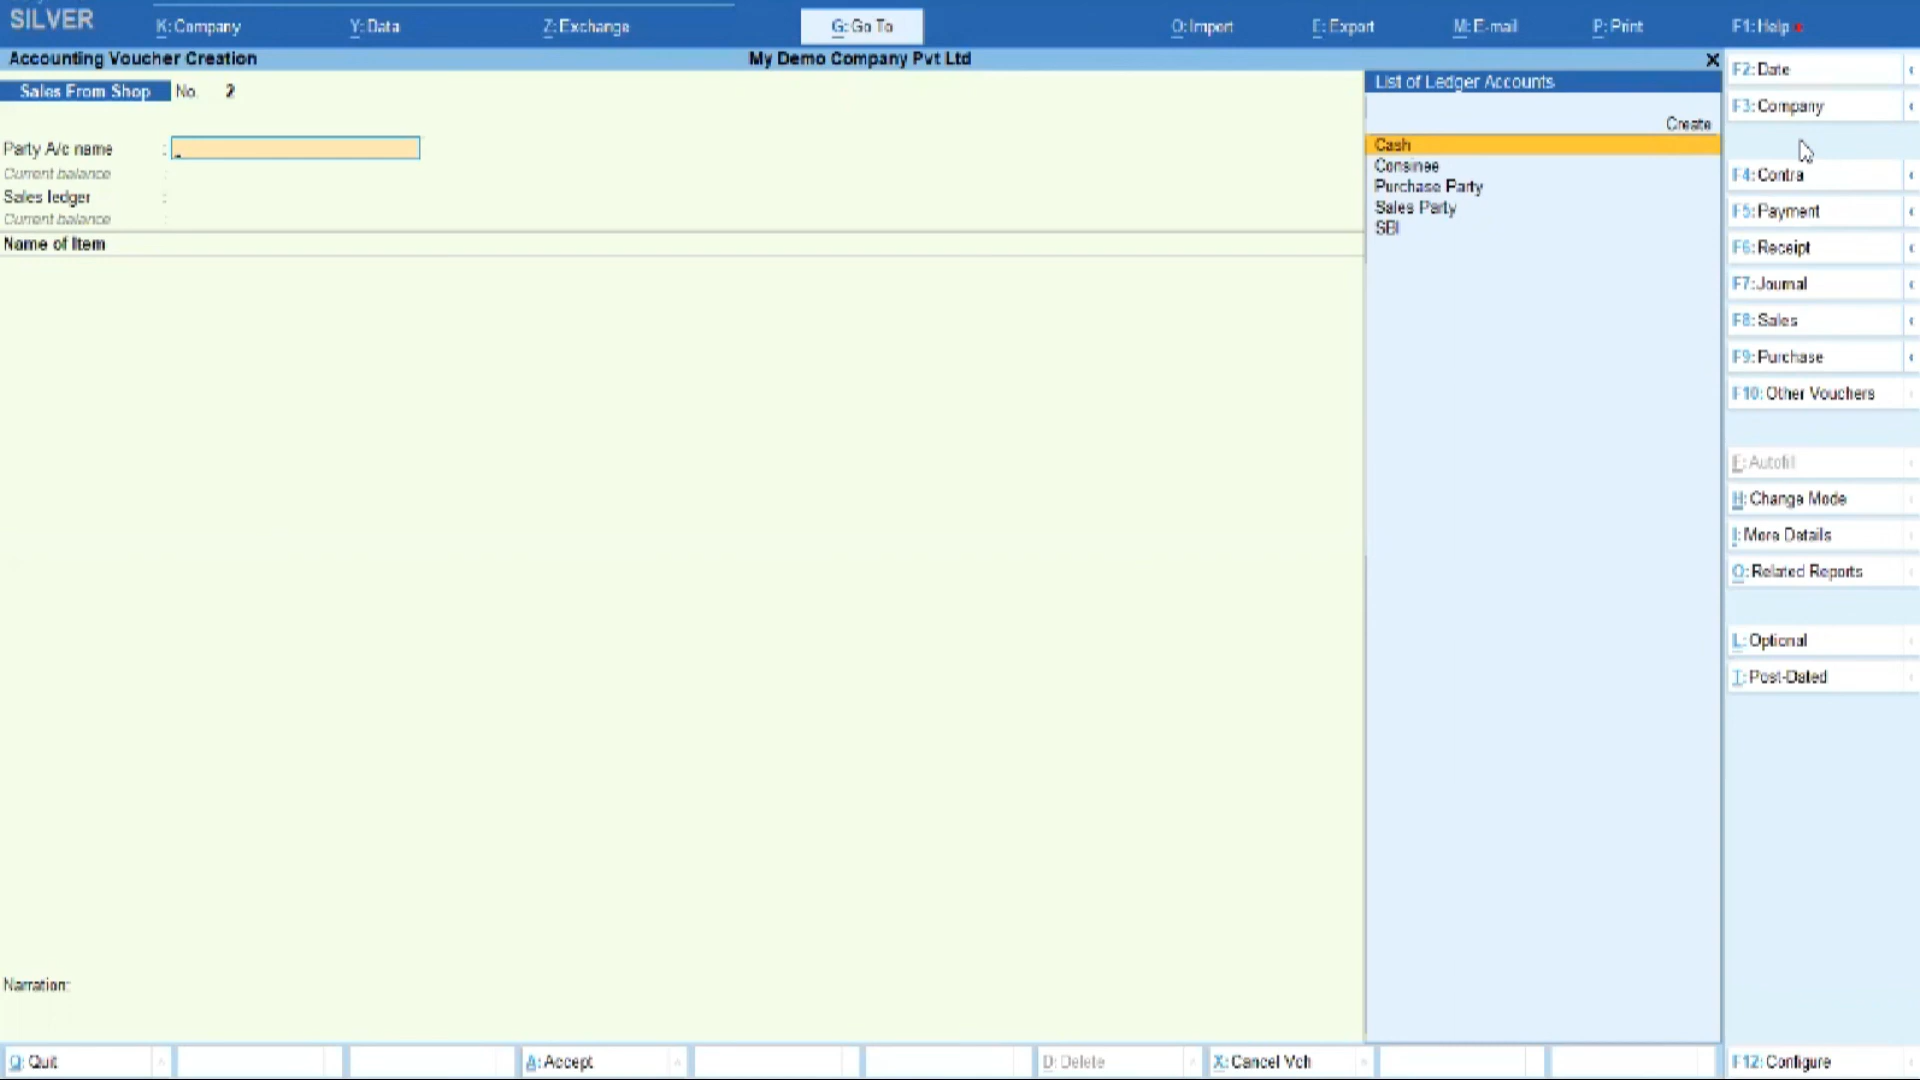 SILVER
K: Company
Y: Data
Z: Exchange
G: Go To
O: Import
E: Export
M: E-mail
P: Print
F1: Help
Accounting Voucher Creation
My Demo Company Pvt Ltd
X
Sales From Shop No. 2
Party A/c name :
Current balance :
Sales ledger :
Current balance :
Name of Item
Narration:
List of Ledger Accounts
Create
Cash
Consinee
Purchase Party
Sales Party
SBI
F2: Date
F3: Company
F4: Contra
F5: Payment
F6: Receipt
F7: Journal
F8: Sales
F9: Purchase
F10: Other Vouchers
E: Autofill
H: Change Mode
I: More Details
O: Related Reports
L: Optional
T: Post-Dated
F12: Configure
Q: Quit
A: Accept
D: Delete
X: Cancel Vch